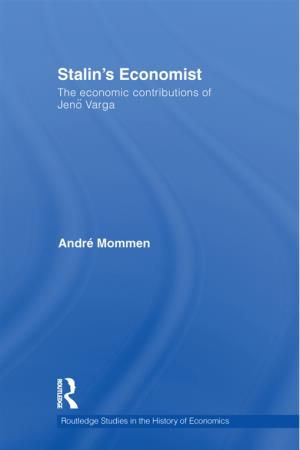 Stalin's Economist
The economic contributions of
Jenő Varga
André Mommen
ROUTLEDGE
Routledge Studies in the History of Economics